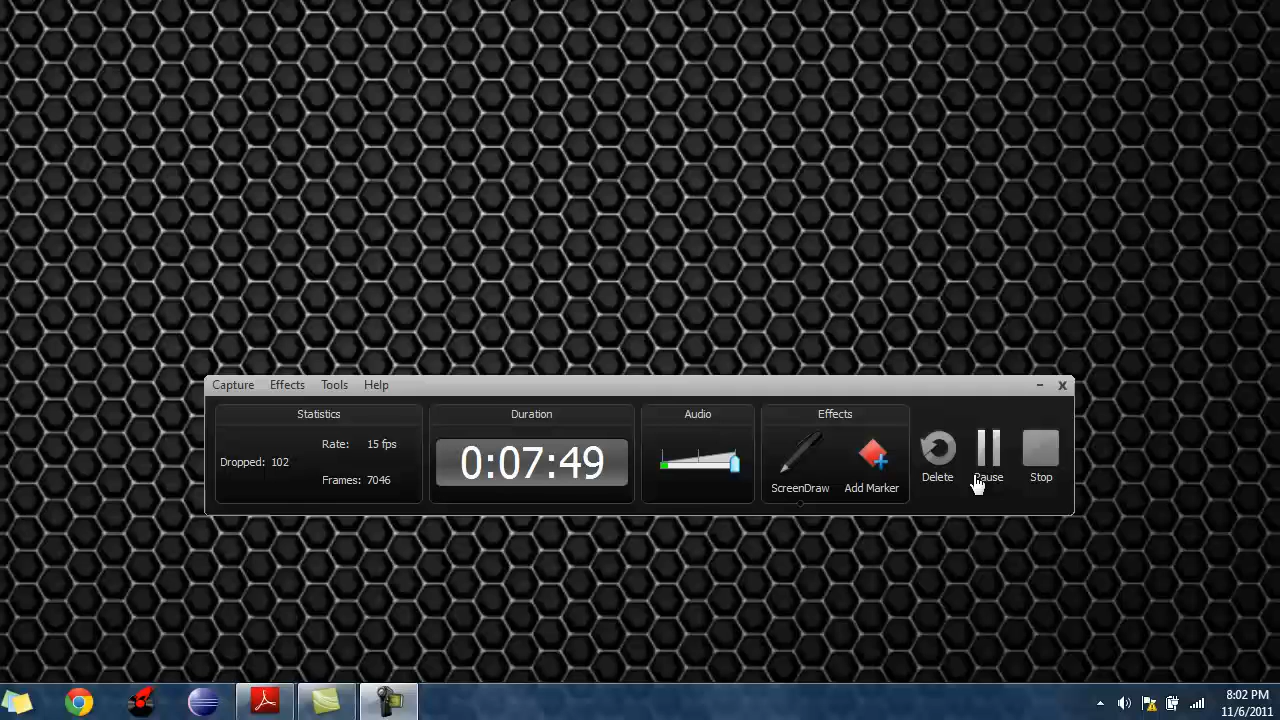 Capture Effects Tools Help
Statistics
Rate: 15 fps
Dropped: 102
Frames: 7046
Duration
0:07:49
Audio
Effects
ScreenDraw
Add Marker
Delete
Pause
Stop
8:02 PM
11/6/2011